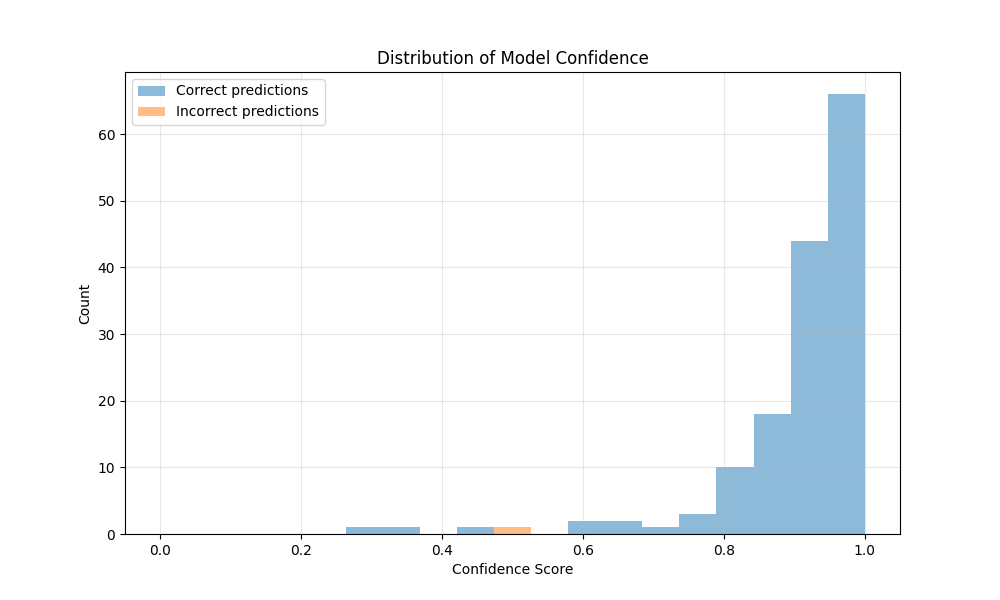 Distribution of Model Confidence
Correct predictions
Incorrect predictions
Count
60
50
40
30
20
10
0
0.0 0.2 0.4 0.6 0.8 1.0
Confidence Score